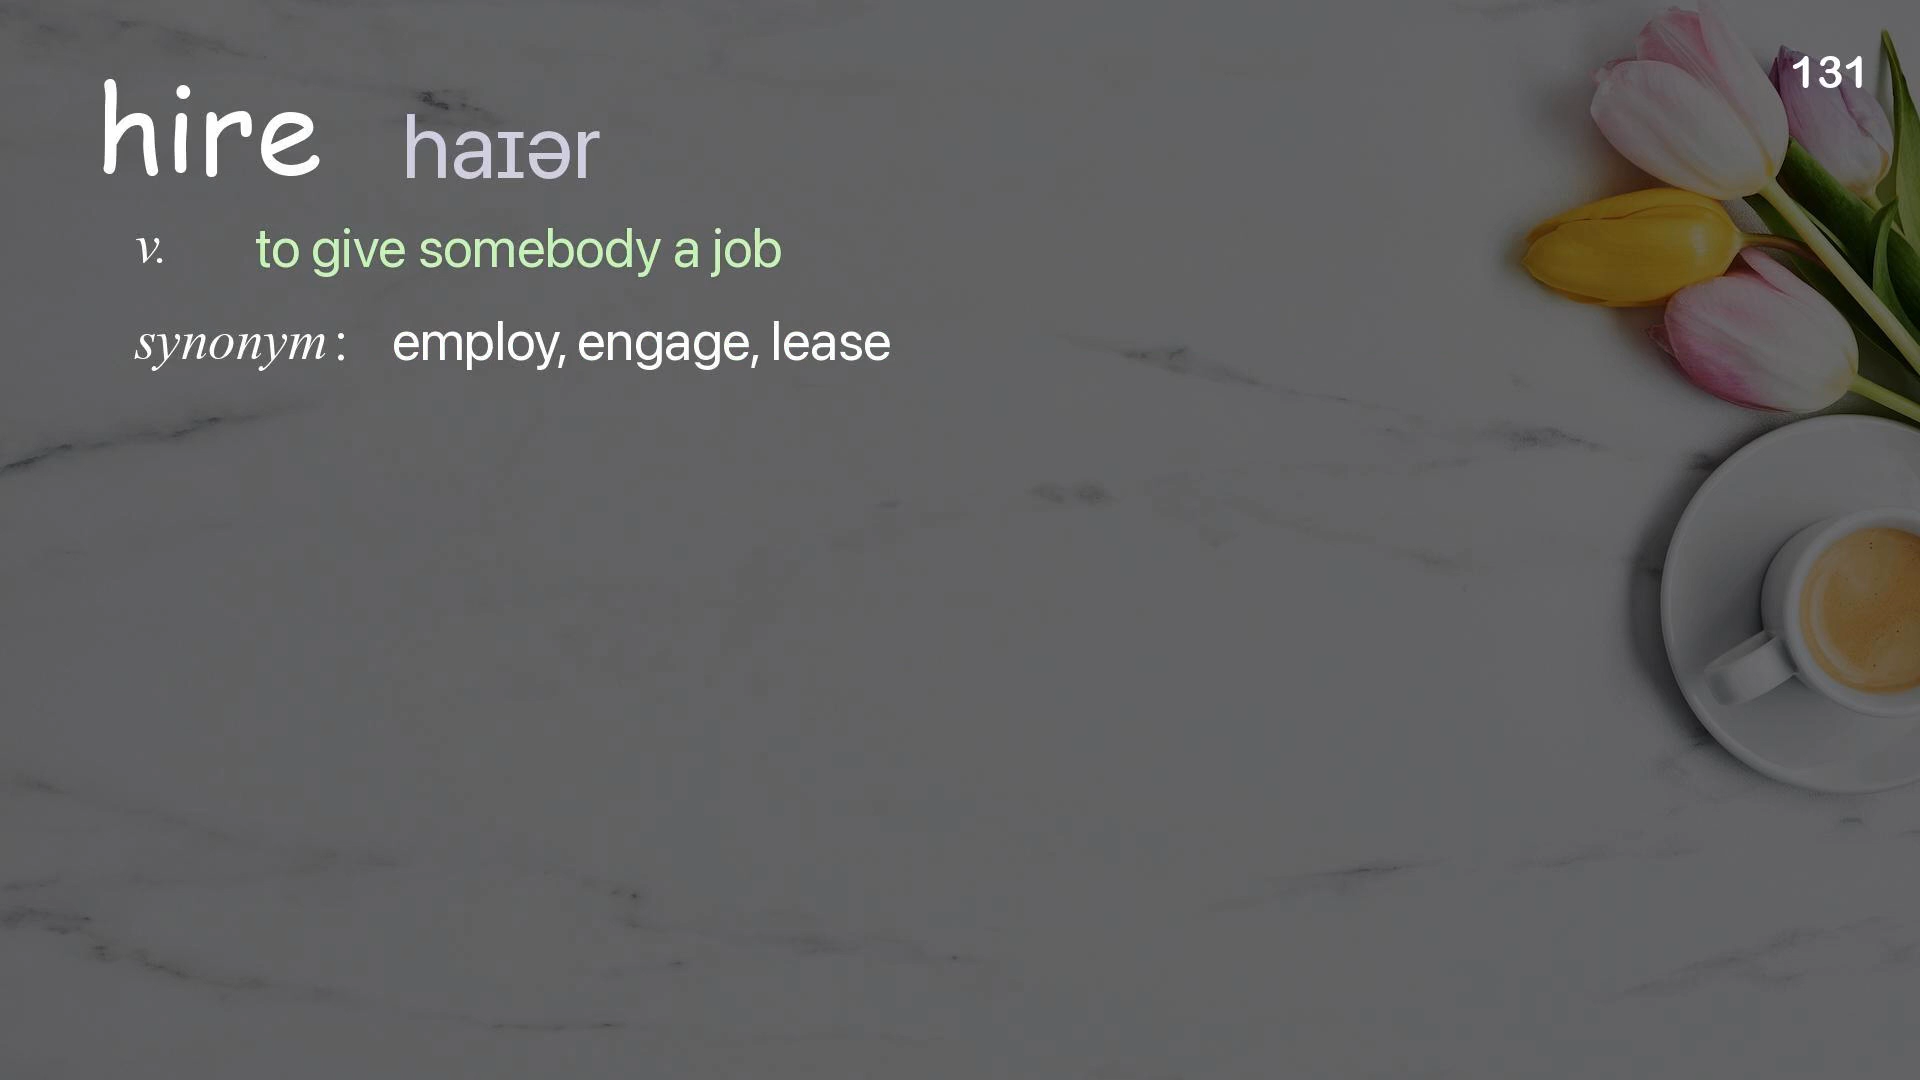 131
hire haɪər
v. to give somebody a job
synonym : employ, engage, lease